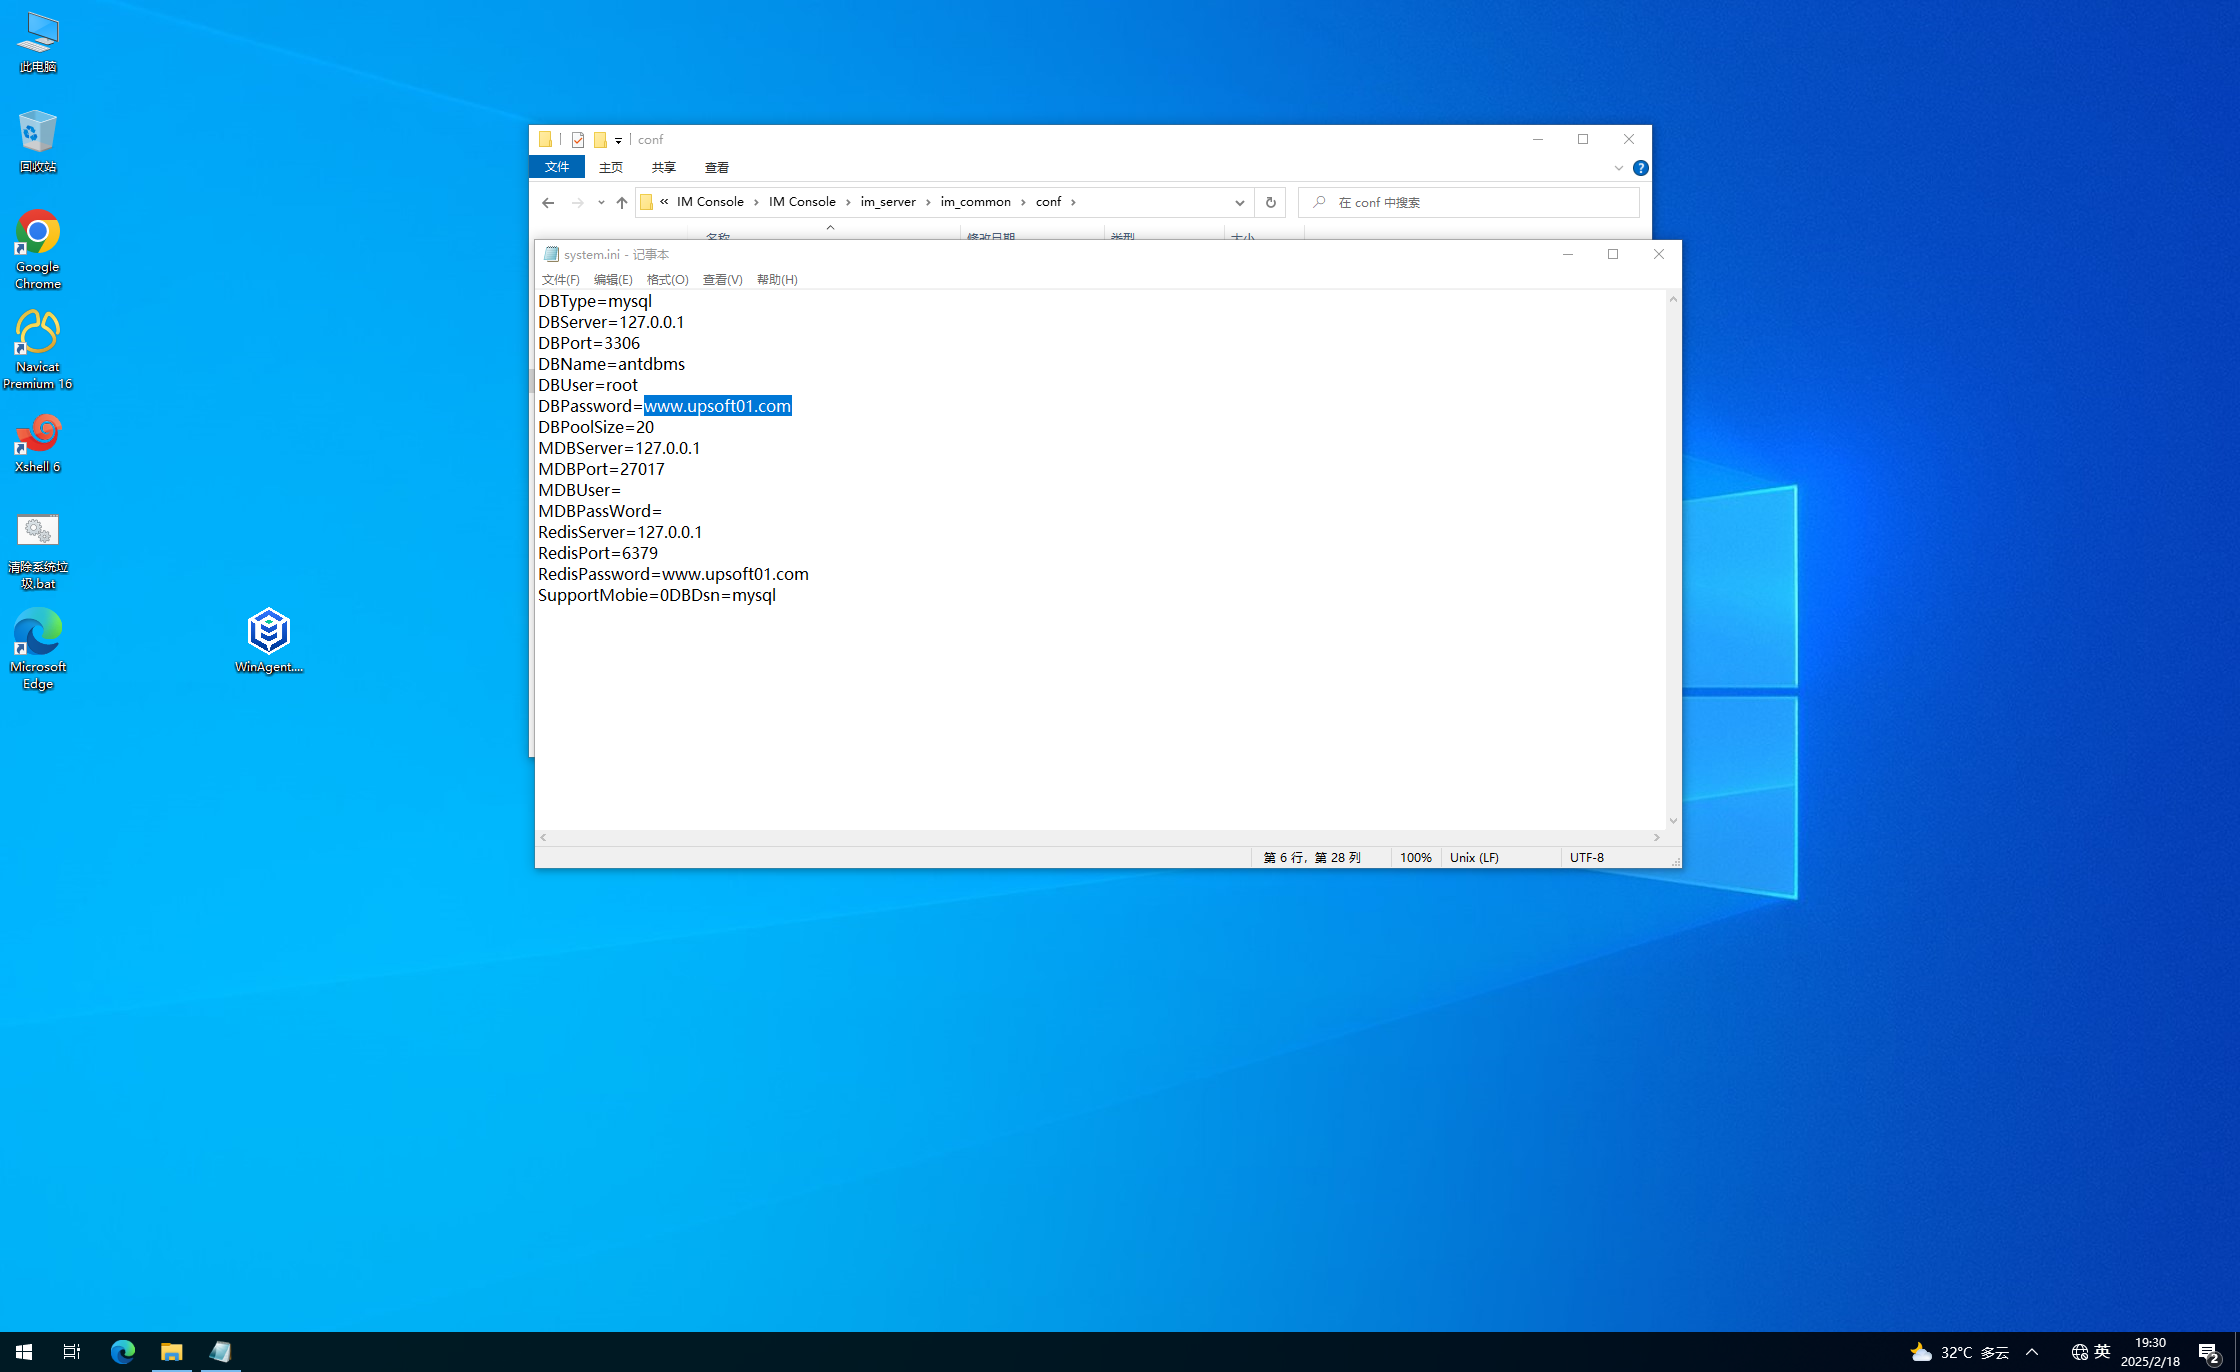 此电脑
回收站
Google
Chrome
Navicat
Premium 16
Xshell 6
清除系统垃
圾.bat
Microsoft
Edge
WinAgent....
conf
文件
主页
共享
查看
« IM Console › IM Console › im_server › im_common › conf ›
在 conf 中搜索
名称
修改日期
类型
大小
system.ini - 记事本
文件(F)
编辑(E)
格式(O)
查看(V)
帮助(H)
DBType=mysql
DBServer=127.0.0.1
DBPort=3306
DBName=antdbms
DBUser=root
DBPassword=www.upsoft01.com
DBPoolSize=20
MDBServer=127.0.0.1
MDBPort=27017
MDBUser=
MDBPassWord=
RedisServer=127.0.0.1
RedisPort=6379
RedisPassword=www.upsoft01.com
SupportMobie=0DBDsn=mysql
第 6 行，第 28 列
100%
Unix (LF)
UTF-8
32°C 多云
英
19:30
2025/2/18
2